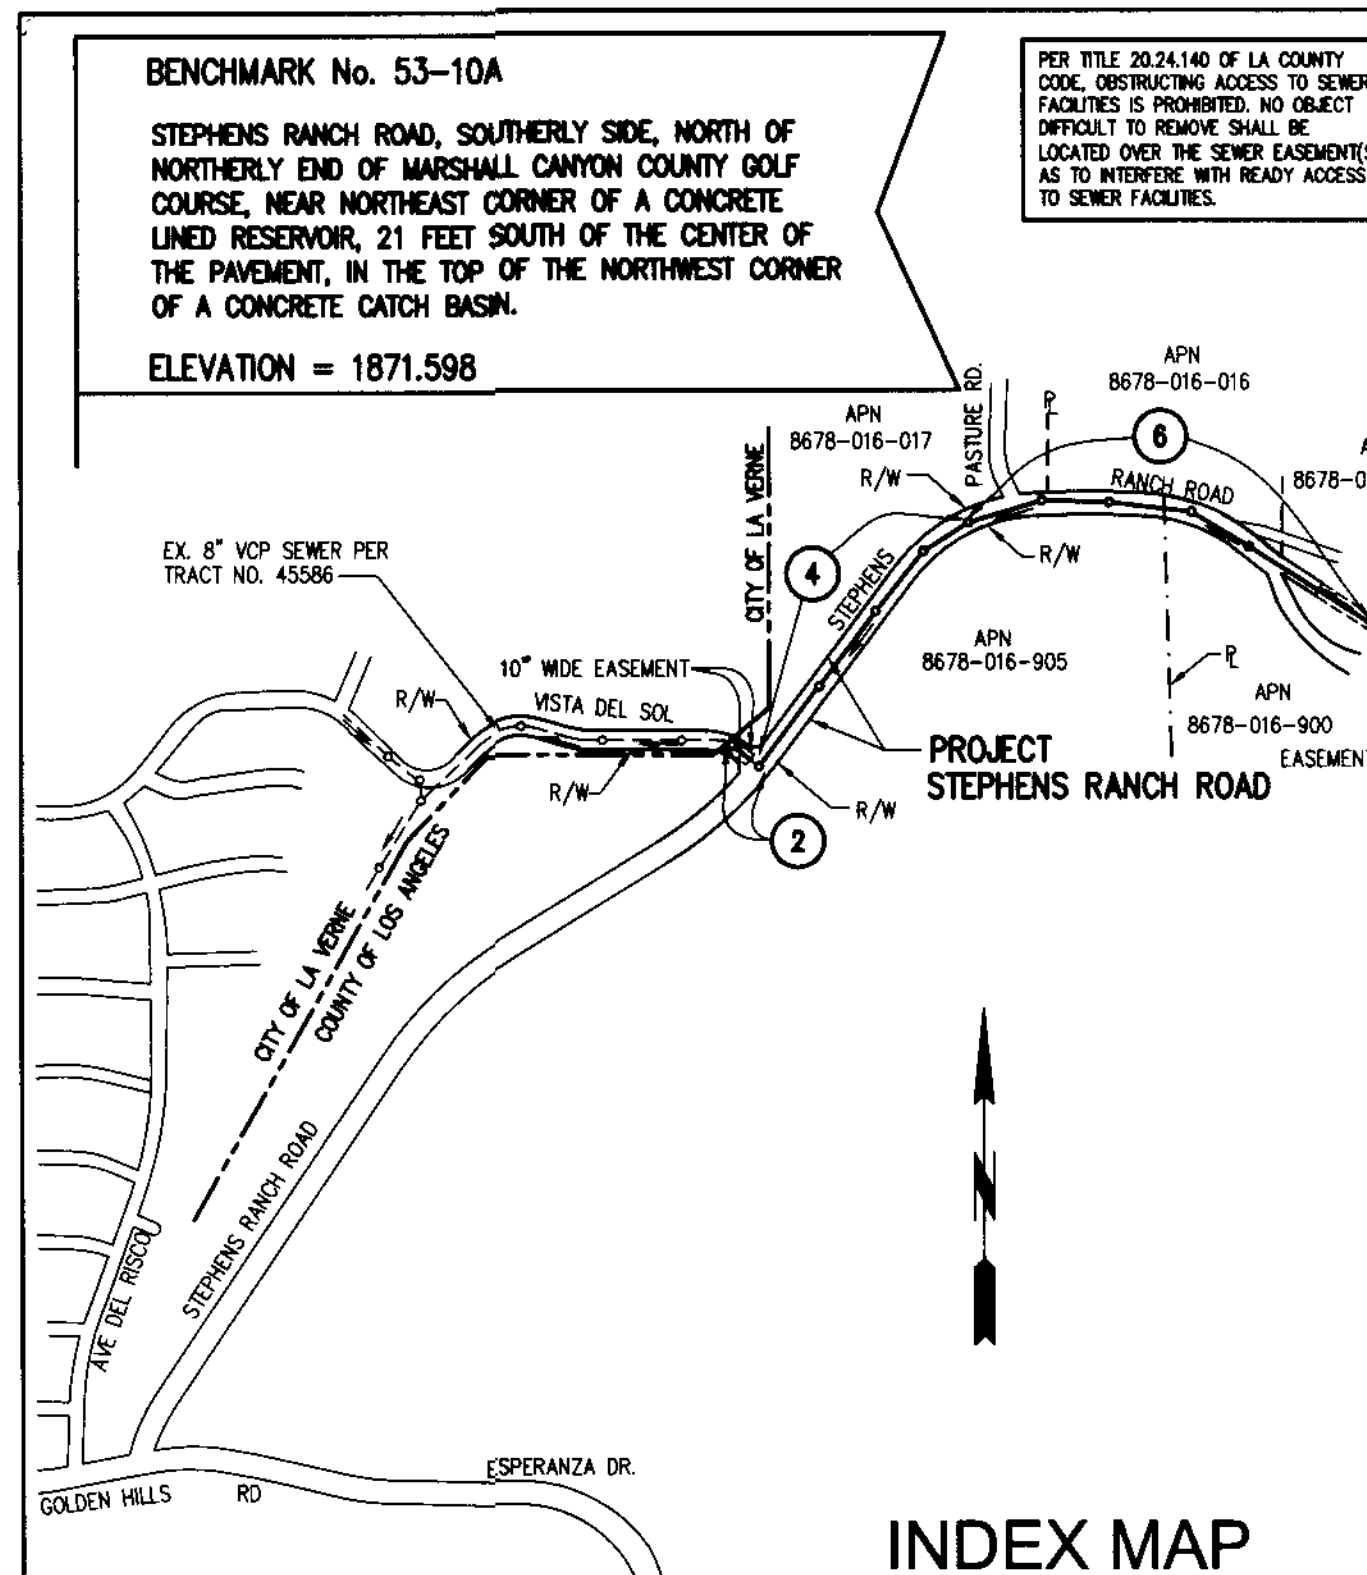 BENCHMARK No. 53-10A
STEPHENS RANCH ROAD, SOUTHERLY SIDE, NORTH OF
NORTHERLY END OF MARSHALL CANYON COUNTY GOLF
COURSE, NEAR NORTHEAST CORNER OF A CONCRETE
LINED RESERVOIR, 21 FEET SOUTH OF THE CENTER OF
THE PAVEMENT, IN THE TOP OF THE NORTHWEST CORNER
OF A CONCRETE CATCH BASIN.
ELEVATION = 1871.598
PER TITLE 20.24.140 OF LA COUNTY
CODE, OBSTRUCTING ACCESS TO SEWER
FACILITIES IS PROHIBITED. NO OBJECT
DIFFICULT TO REMOVE SHALL BE
LOCATED OVER THE SEWER EASEMENT(S
AS TO INTERFERE WITH READY ACCESS
TO SEWER FACILITIES.
APN
8678-016-016
APN
8678-016-017
PASTURE RD.
PL
6
R/W
RANCH ROAD
8678-0
CITY OF LA VERNE
EX. 8" VCP SEWER PER
TRACT NO. 45586
4
STEPHENS
R/W
APN
8678-016-905
PL
10" WIDE EASEMENT
R/W
VISTA DEL SOL
APN
8678-016-900
EASEMENT
PROJECT
STEPHENS RANCH ROAD
R/W
R/W
2
CITY OF LA VERNE
COUNTY OF LOS ANGELES
STEPHENS RANCH ROAD
AVE DEL RISCO
N
ESPERANZA DR.
GOLDEN HILLS RD
INDEX MAP